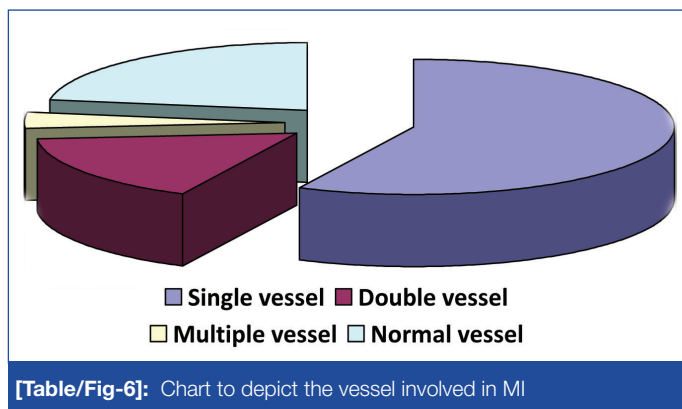 Single vessel Double vessel
Multiple vessel Normal vessel
[Table/Fig-6]: Chart to depict the vessel involved in MI